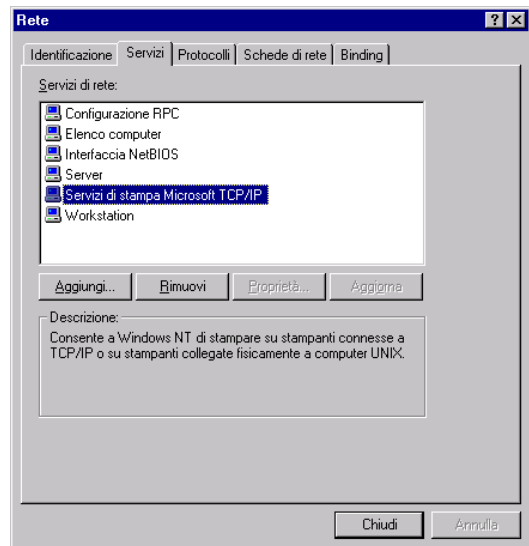 Rete
Identificazione Servizi Protocolli Schede di rete Binding
Servizi di rete:
Configurazione RPC
Elenco computer
Interfaccia NetBIOS
Server
Servizi di stampa Microsoft TCP/IP
Workstation
Aggiungi... Rimuovi Proprietà... Aggiorna
Descrizione:
Consente a Windows NT di stampare su stampanti connesse a
TCP/IP o su stampanti collegate fisicamente a computer UNIX.
Chiudi Annulla